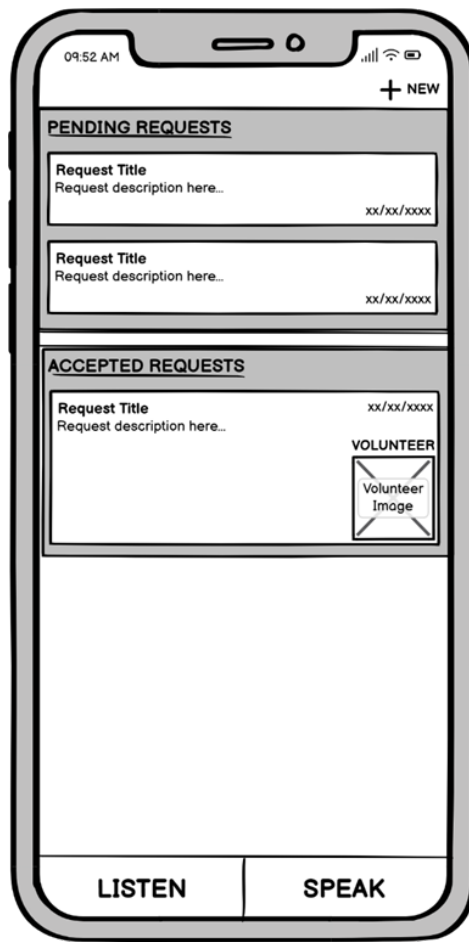 09:52 AM
+ NEW
PENDING REQUESTS
Request Title
Request description here...
xx/xx/xxxx
Request Title
Request description here...
xx/xx/xxxx
ACCEPTED REQUESTS
Request Title xx/xx/xxxx
Request description here...
VOLUNTEER
Volunteer
Image
LISTEN SPEAK